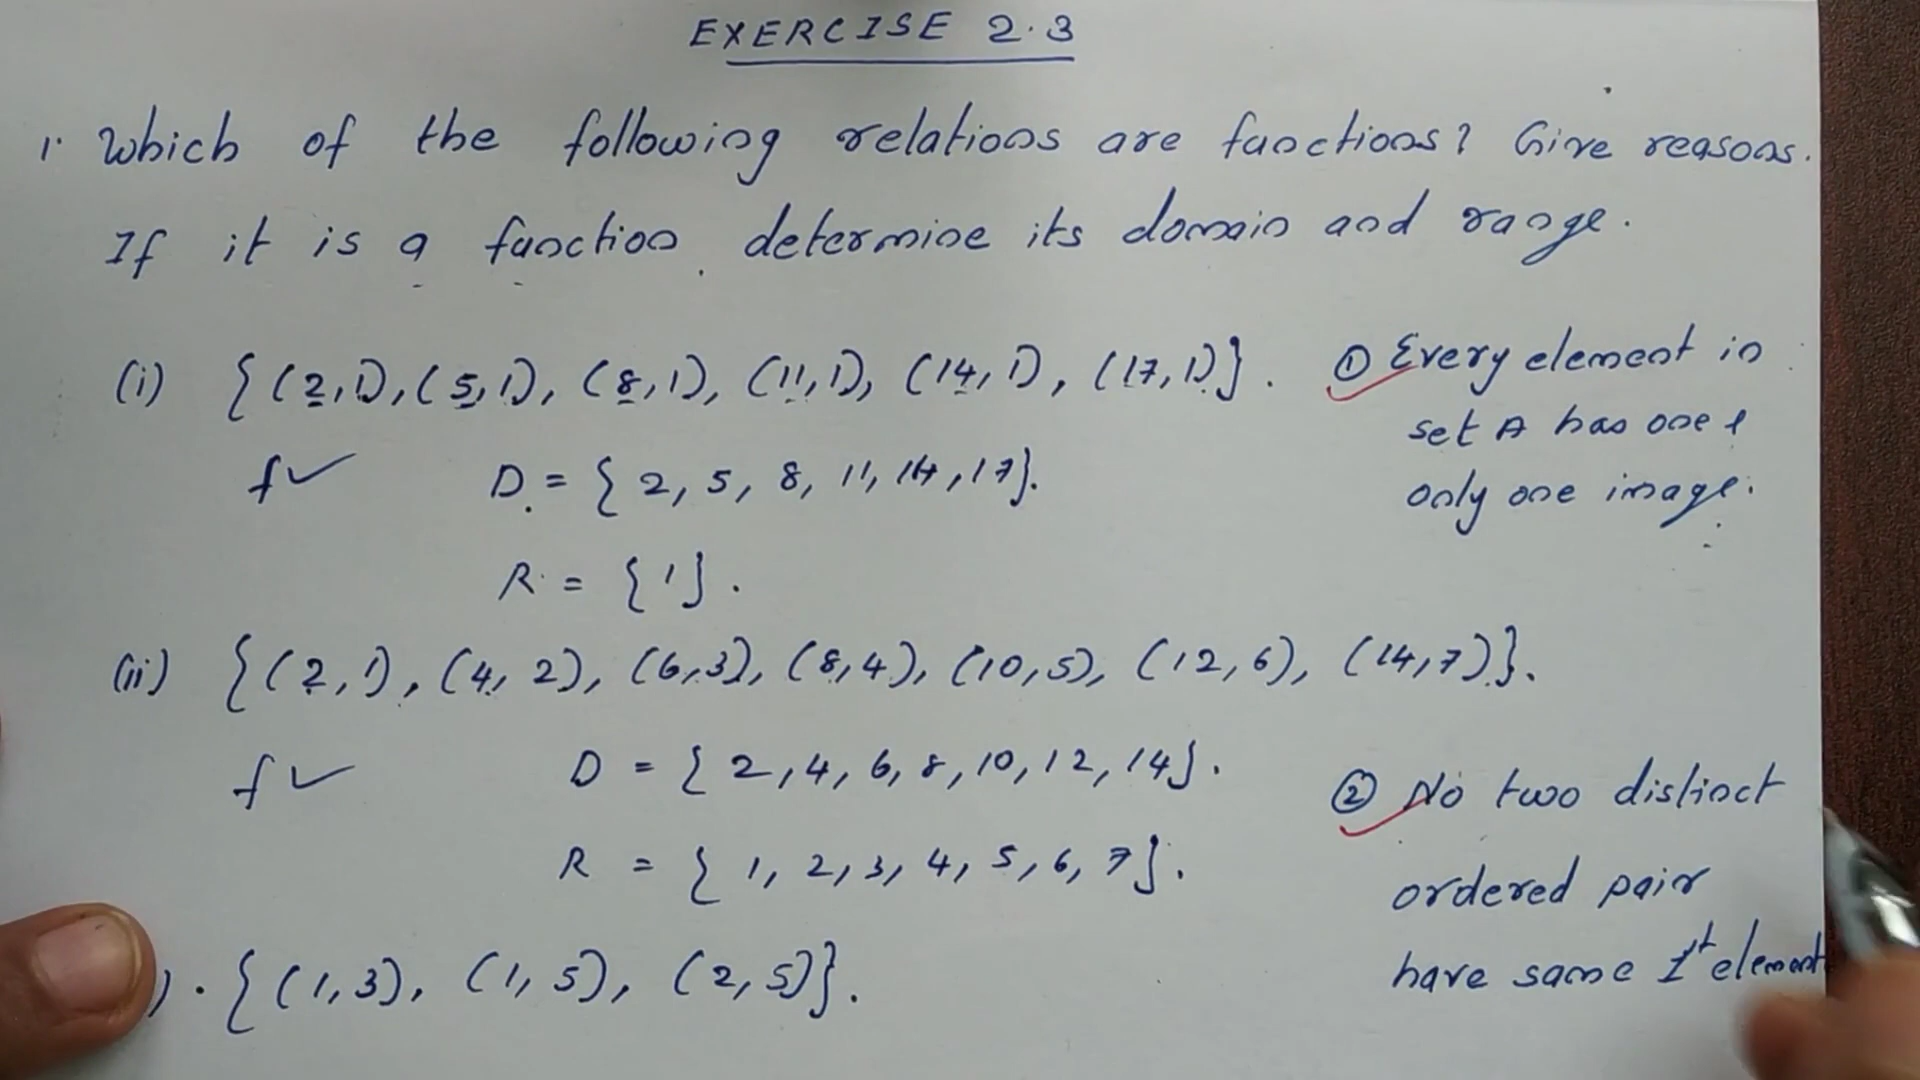 EXERCISE 2.3
1. Which of the following relations are functions? Give reasons.
If it is a function determine its domain and range.
(i) {(2,1),(5,1), (8,1), (11,1), (14,1), (17,1)}.
① Every element in
set A has one &
only one image.
f✓ D = {2, 5, 8, 11, 14, 17}.
R = {1}.
(ii) {(2,1), (4,2), (6,3), (8,4), (10,5), (12,6), (14,7)}.
f✓ D = {2,4,6,8,10,12,14}.
R = {1, 2, 3, 4, 5, 6, 7}.
② No two distinct
ordered pair
have same 1st element
). {(1,3), (1,5), (2,5)}.